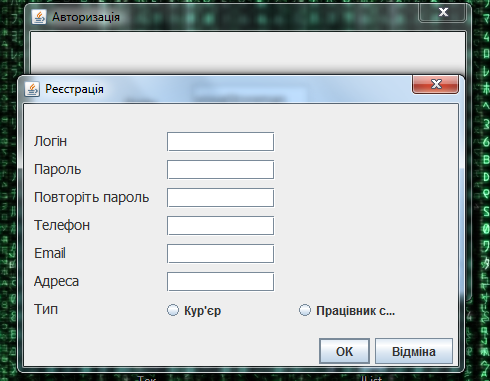 Авторизація
Реєстрація
Логін
Пароль
Повторіть пароль
Телефон
Email
Адреса
Тип
Кур'єр Працівник с...
OK Відміна